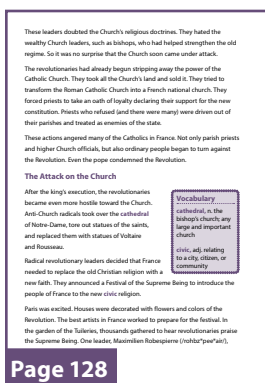 These leaders doubted the Church's religious doctrines. They hated the
wealthy Church leaders, such as bishops, who had helped strengthen the old
regime. So it was no surprise that the Church soon came under attack.
The revolutionaries had already begun stripping away the power of the
Catholic Church. They took all the Church's land and sold it. They tried to
transform the Roman Catholic Church into a French national church. They
forced priests to take an oath of loyalty declaring their support for the new
constitution. Priests who refused (and there were many) were driven out of
their parishes and treated as enemies of the state.
These actions angered many of the Catholics in France. Not only parish priests
and higher Church officials, but also ordinary people began to turn against
the Revolution. Even the pope condemned the Revolution.
The Attack on the Church
After the king's execution, the revolutionaries
became even more hostile toward the Church.
Anti-Church radicals took over the cathedral
of Notre-Dame, tore out statues of the saints,
and replaced them with statues of Voltaire
and Rousseau.
Radical revolutionary leaders decided that France
needed to replace the old Christian religion with a
new faith. They announced a Festival of the Supreme Being to introduce the
people of France to the new civic religion.
Vocabulary
cathedral, n. the
bishop's church; any
large and important
church
civic, adj. relating
to a city, citizen, or
community
Paris was excited. Houses were decorated with flowers and colors of the
Revolution. The best artists in France worked to prepare for the festival. In
the garden of the Tuileries, thousands gathered to hear revolutionaries praise
the Supreme Being. One leader, Maximilien Robespierre (/rohbz*pee*air/),
Page 128